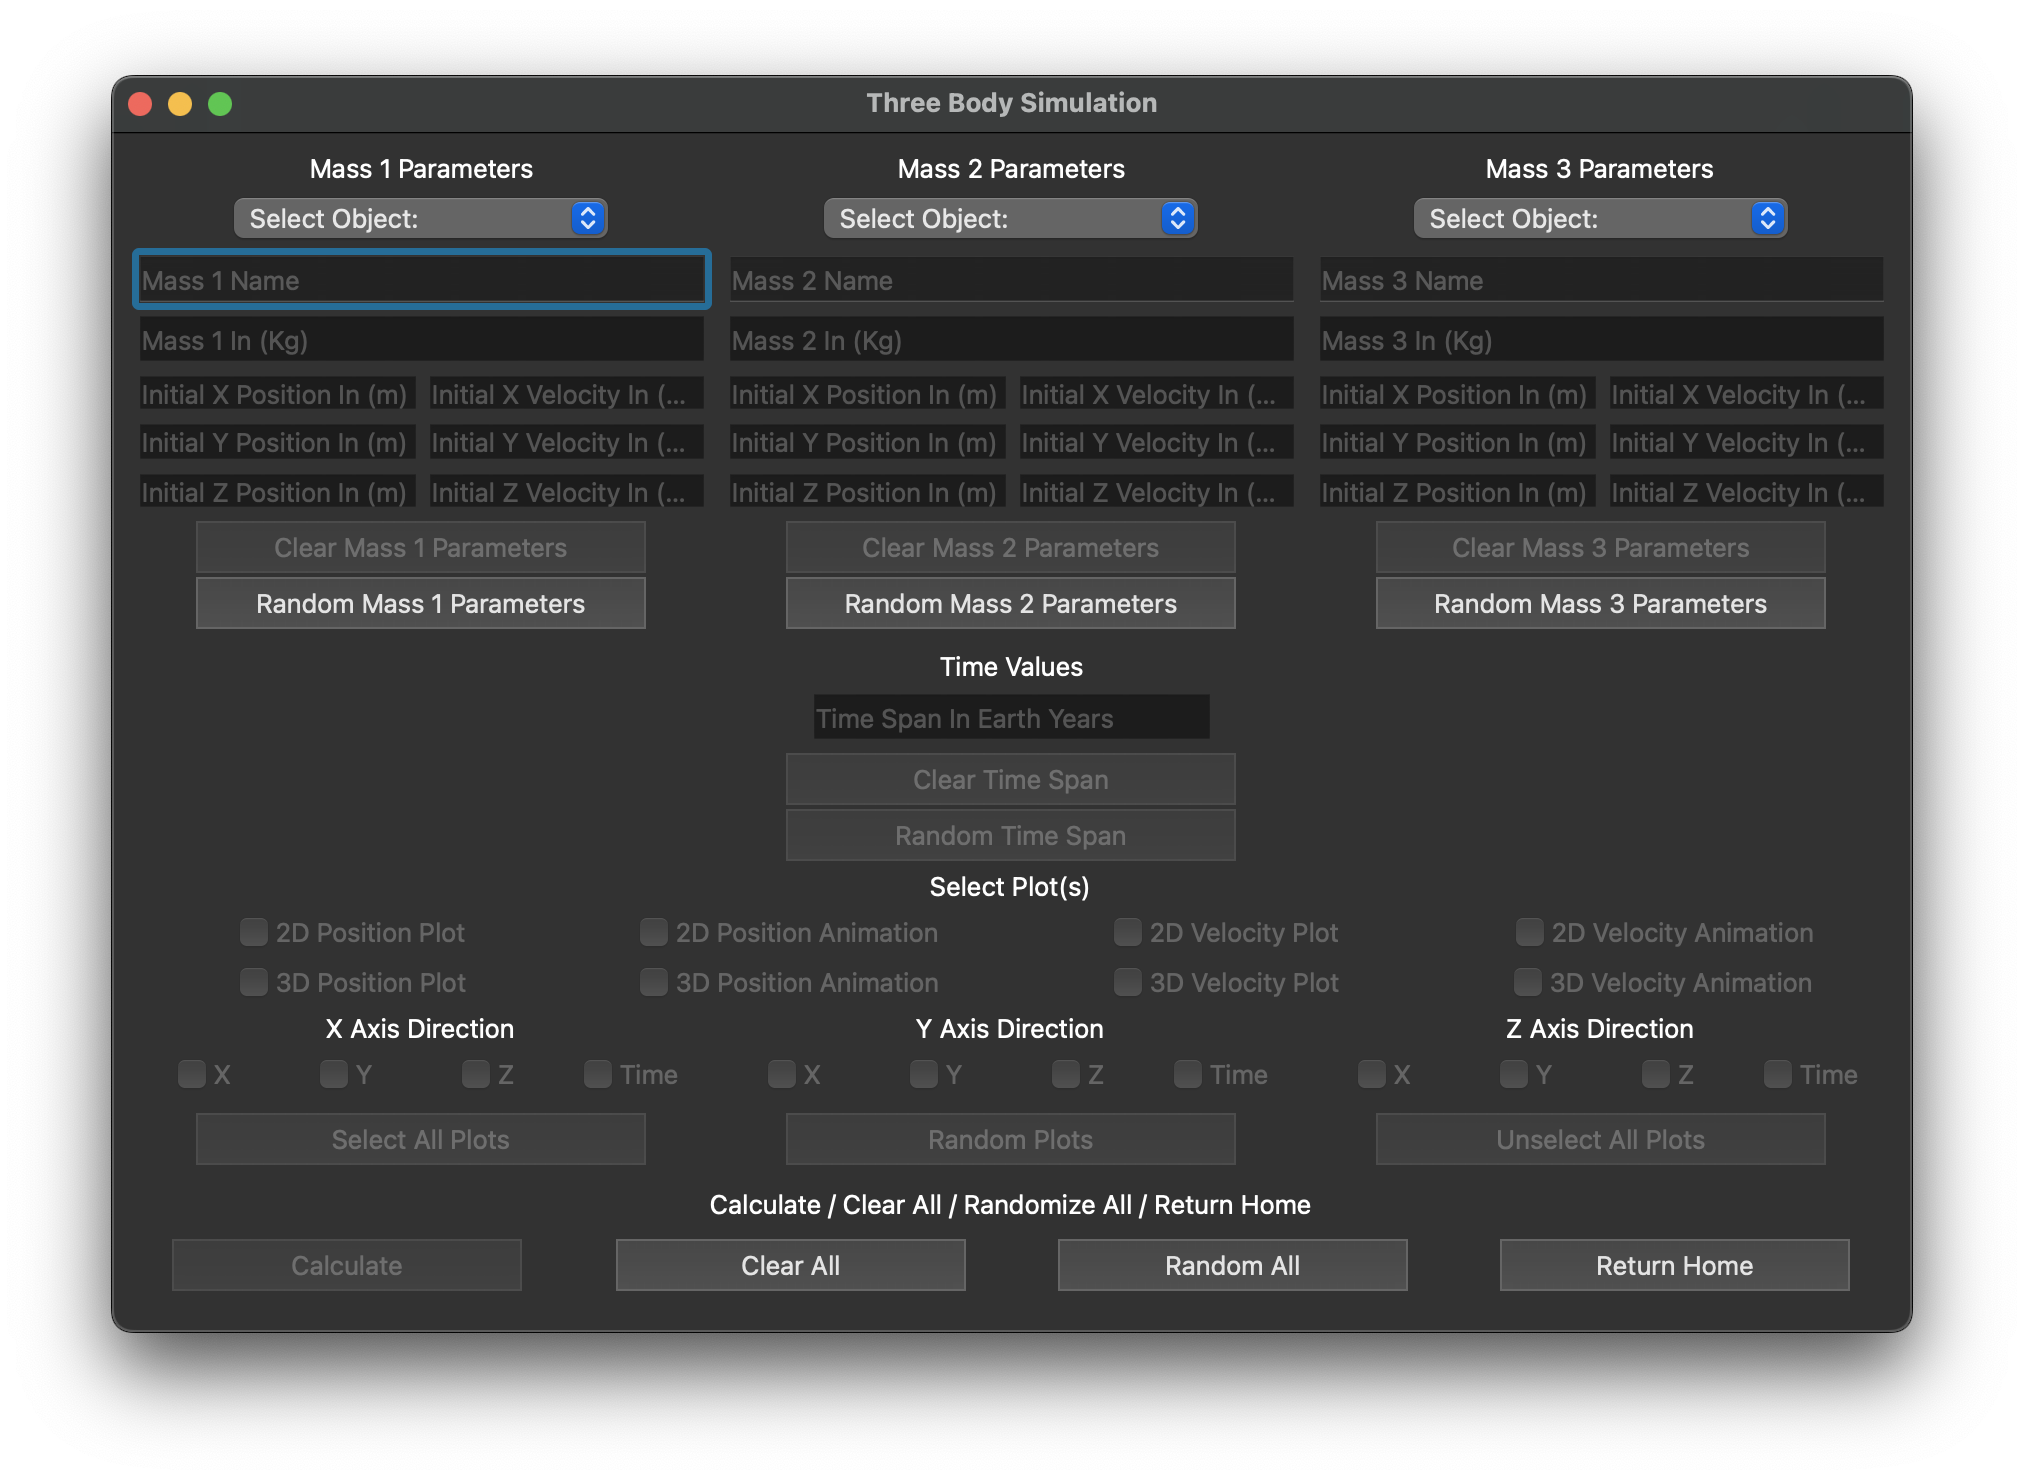 Three Body Simulation
Mass 1 Parameters Mass 2 Parameters Mass 3 Parameters
Select Object: Select Object: Select Object:
Mass 1 Name Mass 2 Name Mass 3 Name
Mass 1 In (Kg) Mass 2 In (Kg) Mass 3 In (Kg)
Initial X Position In (m) Initial X Velocity In (... Initial X Position In (m) Initial X Velocity In (... Initial X Position In (m) Initial X Velocity In (...
Initial Y Position In (m) Initial Y Velocity In (... Initial Y Position In (m) Initial Y Velocity In (... Initial Y Position In (m) Initial Y Velocity In (...
Initial Z Position In (m) Initial Z Velocity In (... Initial Z Position In (m) Initial Z Velocity In (... Initial Z Position In (m) Initial Z Velocity In (...
Clear Mass 1 Parameters Clear Mass 2 Parameters Clear Mass 3 Parameters
Random Mass 1 Parameters Random Mass 2 Parameters Random Mass 3 Parameters
Time Values
Time Span In Earth Years
Clear Time Span
Random Time Span
Select Plot(s)
2D Position Plot 2D Position Animation 2D Velocity Plot 2D Velocity Animation
3D Position Plot 3D Position Animation 3D Velocity Plot 3D Velocity Animation
X Axis Direction Y Axis Direction Z Axis Direction
X Y Z Time X Y Z Time X Y Z Time
Select All Plots Random Plots Unselect All Plots
Calculate / Clear All / Randomize All / Return Home
Calculate Clear All Random All Return Home